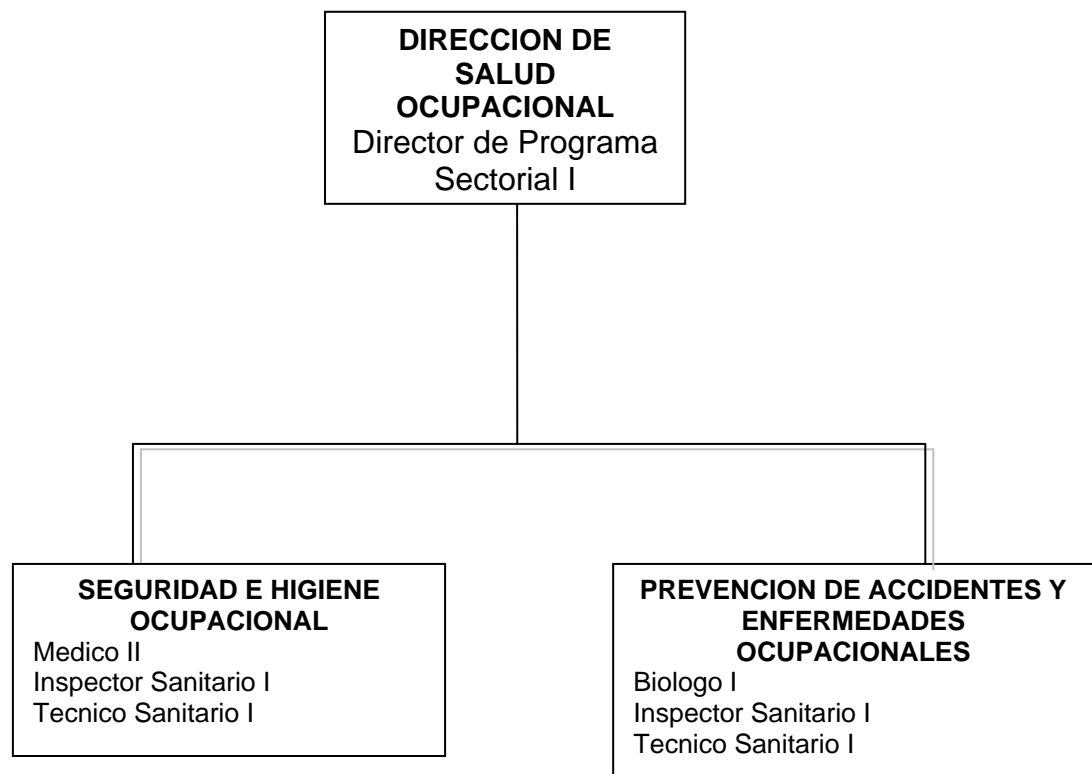 DIRECCION DE
SALUD
OCUPACIONAL
Director de Programa
Sectorial I
SEGURIDAD E HIGIENE
OCUPACIONAL
Medico II
Inspector Sanitario I
Tecnico Sanitario I
PREVENCION DE ACCIDENTES Y
ENFERMEDADES
OCUPACIONALES
Biologo I
Inspector Sanitario I
Tecnico Sanitario I